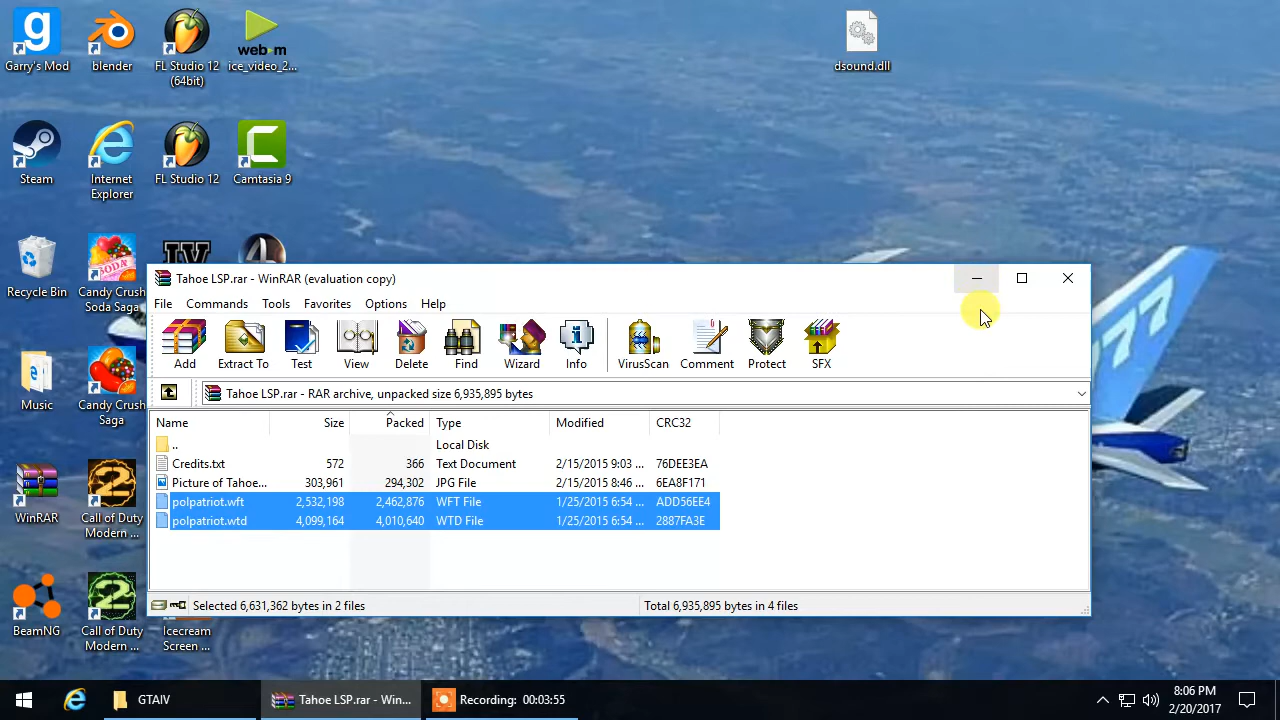 Garry's Mod
blender
FL Studio 12
(64bit)
web-m
ice_video_2...
dsound.dll
Steam
Internet
Explorer
FL Studio 12
Camtasia 9
IV
Recycle Bin
Candy Crush
Soda Saga
Tahoe LSP.rar - WinRAR (evaluation copy)
File Commands Tools Favorites Options Help
Add Extract To Test View Delete Find Wizard Info VirusScan Comment Protect SFX
Tahoe LSP.rar - RAR archive, unpacked size 6,935,895 bytes
Name Size Packed Type Modified CRC32
.. Local Disk
Credits.txt 572 366 Text Document 2/15/2015 9:03 ... 76DEE3EA
Picture of Tahoe... 303,961 294,302 JPG File 2/15/2015 8:46 ... 6EA8F171
polpatriot.wft 2,532,198 2,462,876 WFT File 1/25/2015 6:54 ... ADD56EE4
polpatriot.wtd 4,099,164 4,010,640 WTD File 1/25/2015 6:54 ... 2887FA3E
Selected 6,631,362 bytes in 2 files
Total 6,935,895 bytes in 4 files
Music
Candy Crush
Saga
WinRAR
Call of Duty
Modern ...
BeamNG
Call of Duty
Modern ...
Icecream
Screen ...
777
GTAIV
Tahoe LSP.rar - Win...
Recording: 00:03:55
8:06 PM
2/20/2017